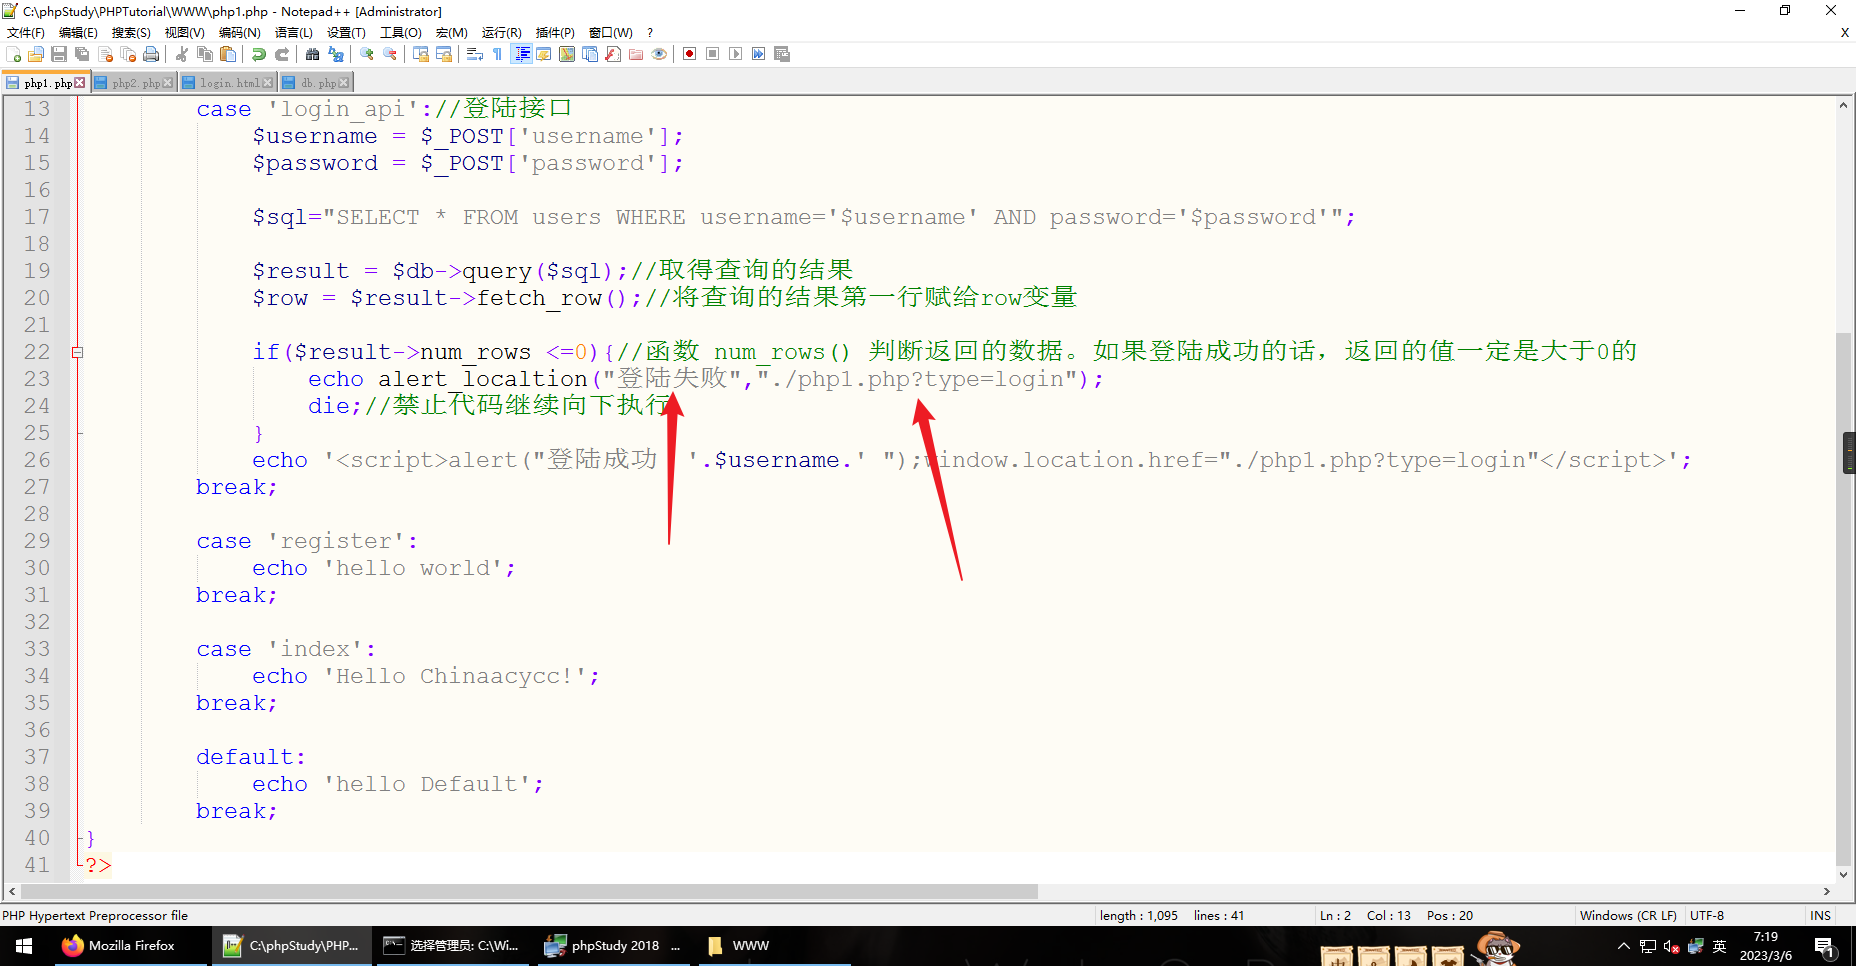 C:\phpStudy\PHPTutorial\WWW\php1.php - Notepad++ [Administrator]
文件(F) 编辑(E) 搜索(S) 视图(V) 编码(N) 语言(L) 设置(T) 工具(O) 宏(M) 运行(R) 插件(P) 窗口(W) ? X
php1.php php2.php login.html db.php
13 case 'login_api'://登陆接口
14 $username = $_POST['username'];
15 $password = $_POST['password'];
16
17 $sql="SELECT * FROM users WHERE username='$username' AND password='$password'";
18
19 $result = $db->query($sql);//取得查询的结果
20 $row = $result->fetch_row();//将查询的结果第一行赋给row变量
21
22 if($result->num_rows <=0){//函数 num_rows() 判断返回的数据。如果登陆成功的话，返回的值一定是大于0的
23 echo alert_localtion("登陆失败","./php1.php?type=login");
24 die;//禁止代码继续向下执行
25 }
26 echo '<script>alert("登陆成功 '.$username.' ");window.location.href="./php1.php?type=login"</script>';
27 break;
28
29 case 'register':
30 echo 'hello world';
31 break;
32
33 case 'index':
34 echo 'Hello Chinaacycc!';
35 break;
36
37 default:
38 echo 'hello Default';
39 break;
40 }
41 ?>
PHP Hypertext Preprocessor file length : 1,095 lines : 41 Ln : 2 Col : 13 Pos : 20 Windows (CR LF) UTF-8 INS
Mozilla Firefox C:\phpStudy\PHP... 选择管理员: C:\Wi... phpStudy 2018 ... WWW 英 7:19 1
2023/3/6